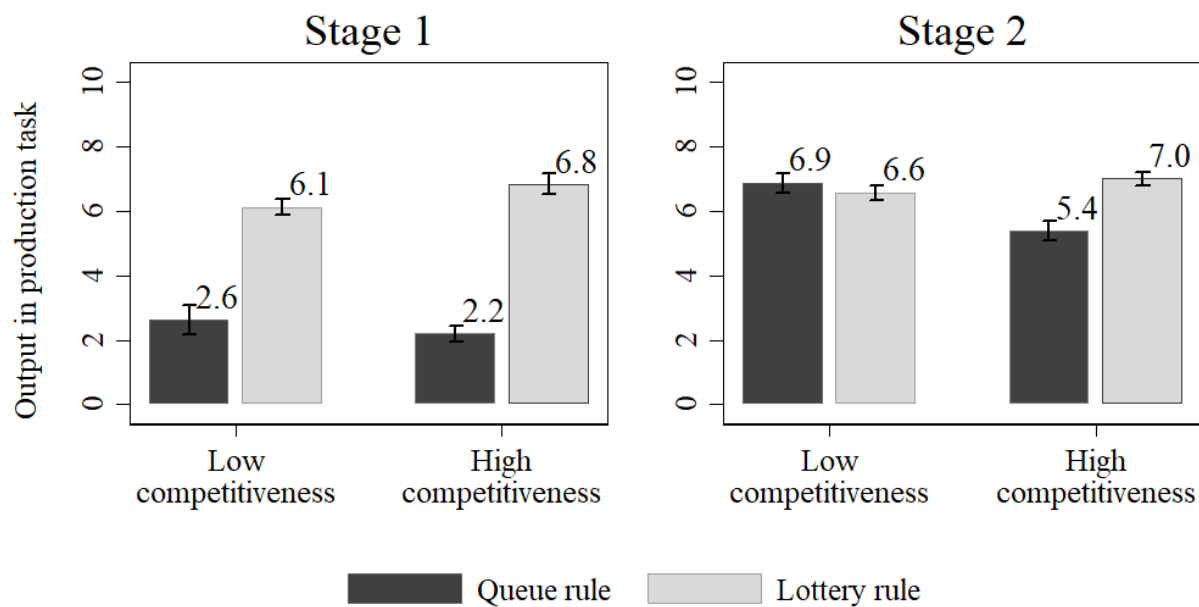 Stage 1
Output in production task
10
8
6
4
2
0
2.6
6.1
2.2
6.8
Low
competitiveness
High
competitiveness
Stage 2
10
8
6
4
2
0
6.9
6.6
5.4
7.0
Low
competitiveness
High
competitiveness
Queue rule
Lottery rule